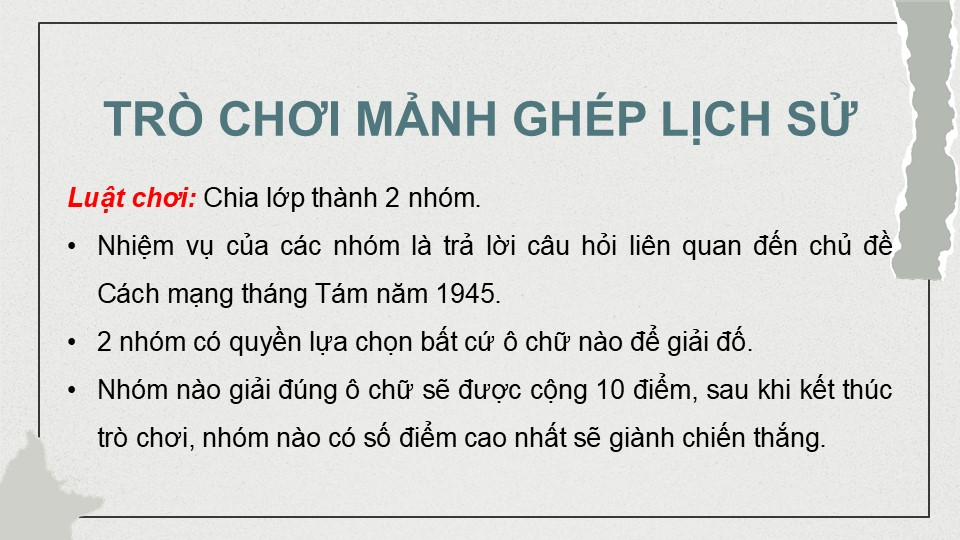 TRÒ CHƠI MẢNH GHÉP LỊCH SỬ
Luật chơi: Chia lớp thành 2 nhóm.
• Nhiệm vụ của các nhóm là trả lời câu hỏi liên quan đến chủ đề
Cách mạng tháng Tám năm 1945.
• 2 nhóm có quyền lựa chọn bất cứ ô chữ nào để giải đố.
• Nhóm nào giải đúng ô chữ sẽ được cộng 10 điểm, sau khi kết thúc
trò chơi, nhóm nào có số điểm cao nhất sẽ giành chiến thắng.